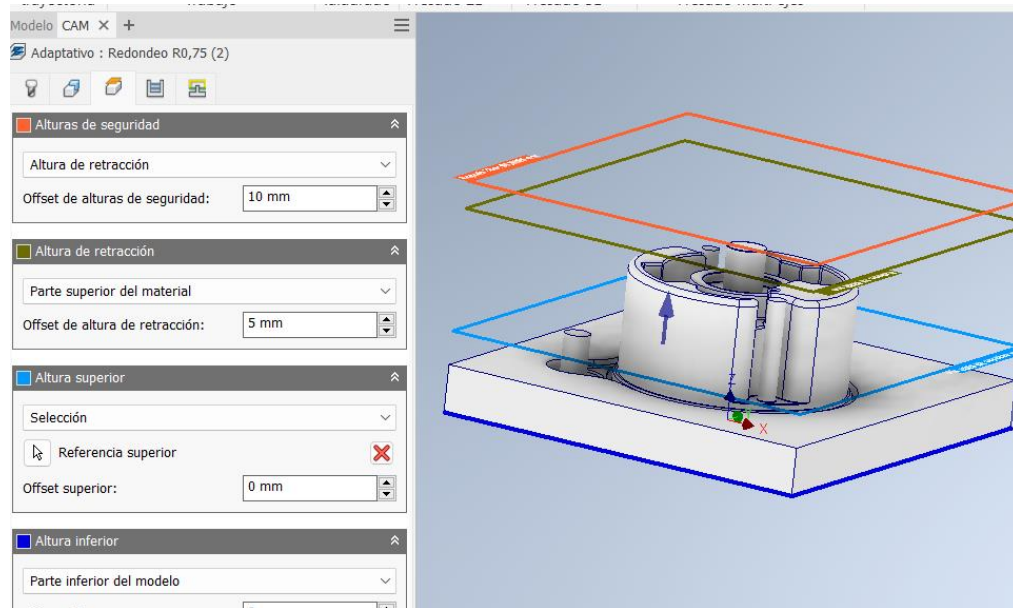 Modelo CAM × +
Adaptativo : Redondeo R0,75 (2)
Alturas de seguridad
Altura de retracción
Offset de alturas de seguridad: 10 mm
Altura de retracción
Parte superior del material
Offset de altura de retracción: 5 mm
Altura superior
Selección
Referencia superior
Offset superior: 0 mm
Altura inferior
Parte inferior del modelo
Z
X